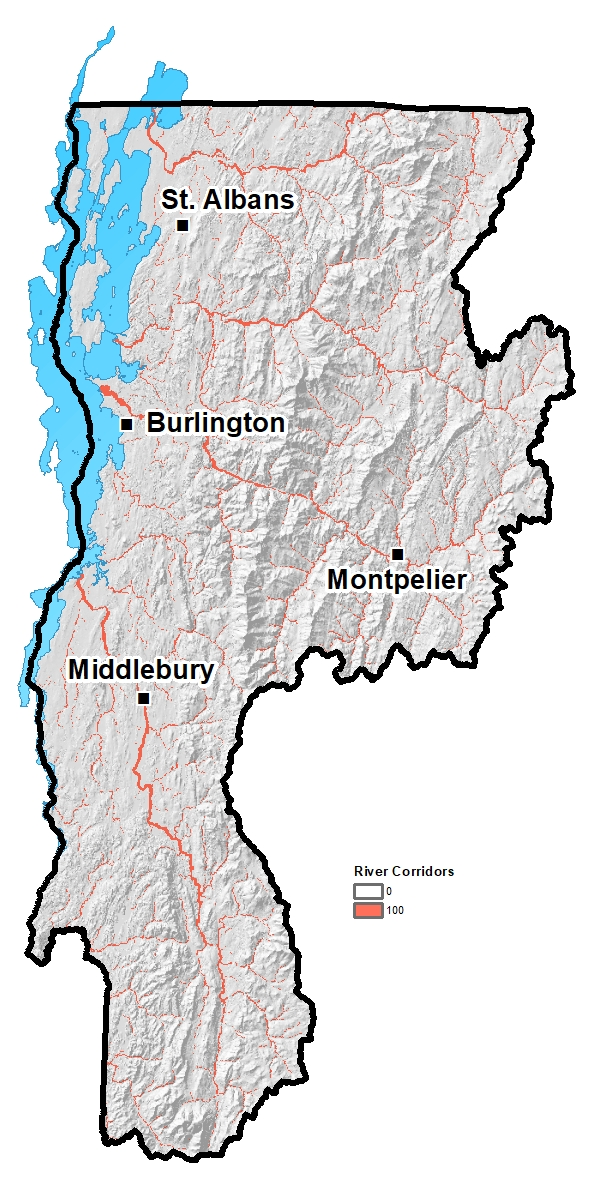 St. Albans
Burlington
Montpelier
Middlebury
River Corridors
0
100